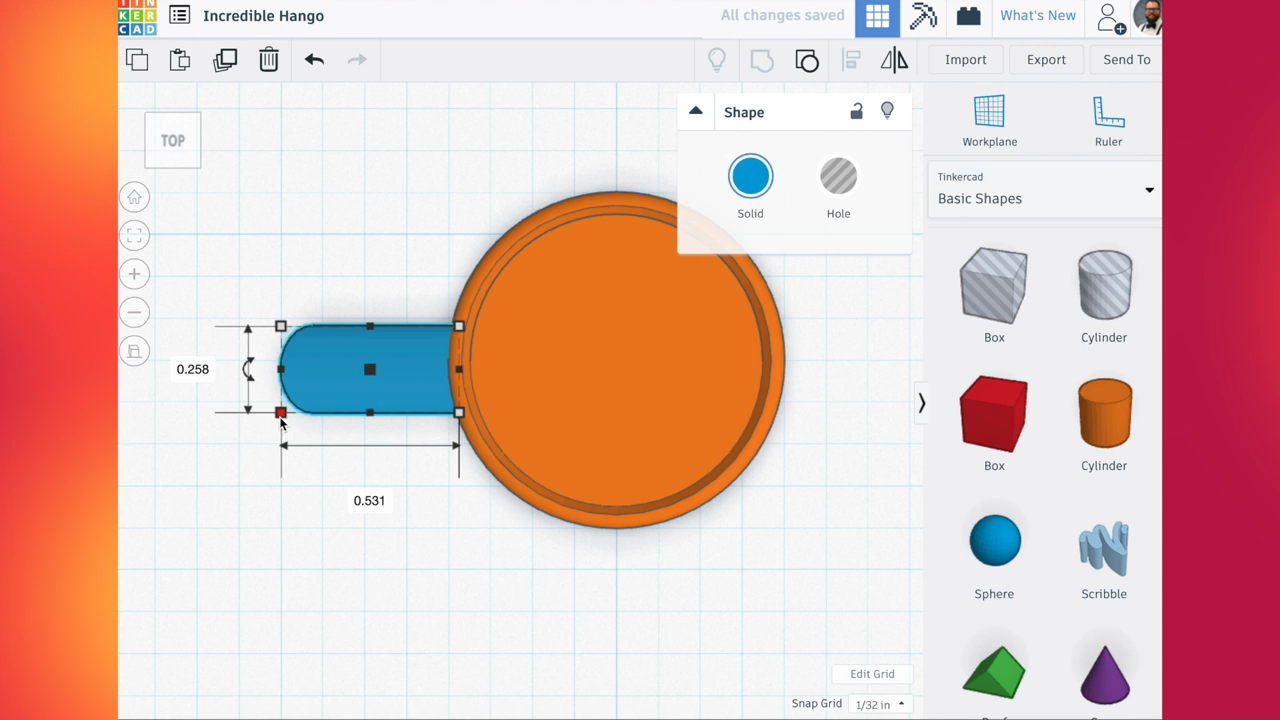 TIN
KER
CAD
Incredible Hango
All changes saved
What's New
Import
Export
Send To
TOP
Shape
Solid
Hole
Workplane
Ruler
Tinkercad
Basic Shapes
Box
Cylinder
Box
Cylinder
Sphere
Scribble
0.258
0.531
Edit Grid
Snap Grid
1/32 in